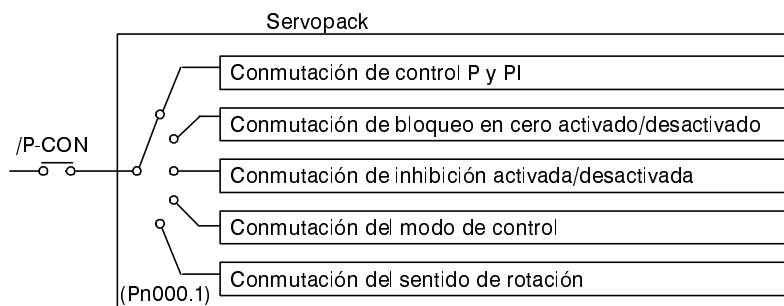 Servopack
Conmutación de control P y PI
Conmutación de bloqueo en cero activado/desactivado
/P-CON
Conmutación de inhibición activada/desactivada
Conmutación del modo de control
Conmutación del sentido de rotación
(Pn000.1)